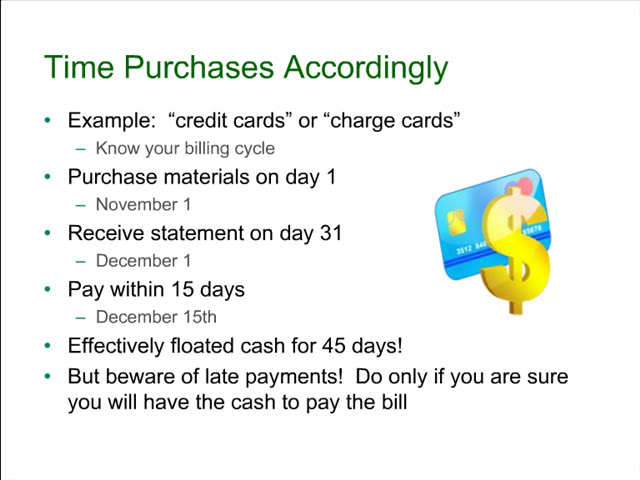 Time Purchases Accordingly
• Example:  “credit cards” or “charge cards”
– Know your billing cycle
• Purchase materials on day 1
– November 1
• Receive statement on day 31
– December 1
• Pay within 15 days
– December 15th
• Effectively floated cash for 45 days!
• But beware of late payments!  Do only if you are sure
you will have the cash to pay the bill
3512